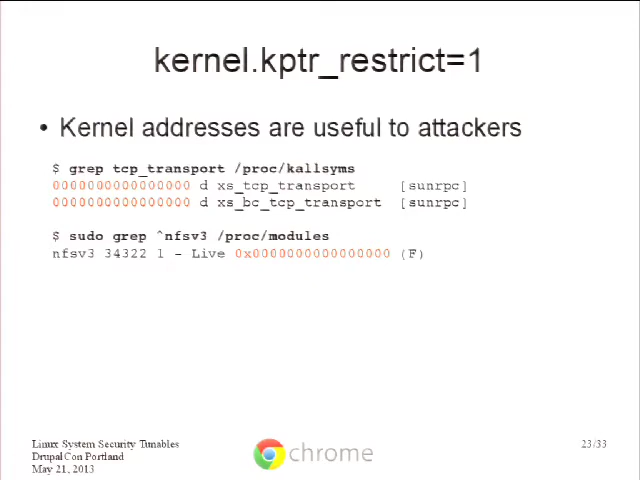 kernel.kptr_restrict=1
• Kernel addresses are useful to attackers
$ grep tcp_transport /proc/kallsyms
0000000000000000 d xs_tcp_transport [sunrpc]
0000000000000000 d xs_bc_tcp_transport [sunrpc]
$ sudo grep ^nfsv3 /proc/modules
nfsv3 34322 1 - Live 0x0000000000000000 (F)
Linux System Security Tunables
DrupalCon Portland
May 21, 2013
chrome
23/33